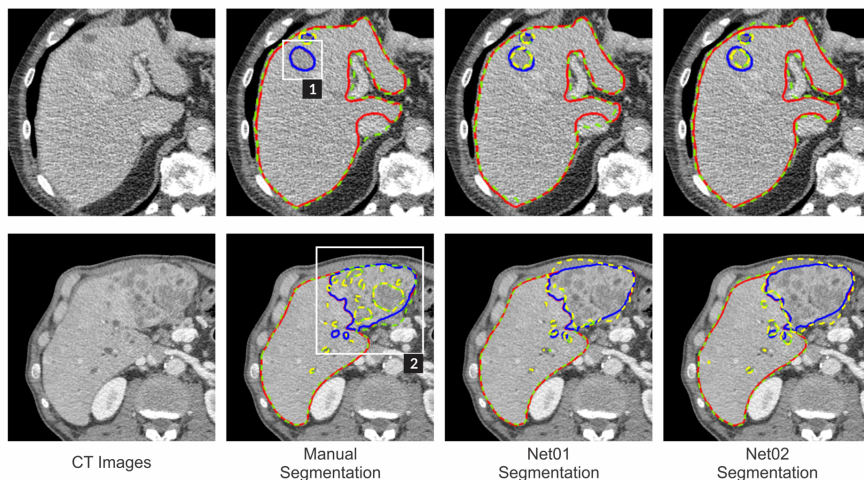 1
2
CT Images
Manual
Segmentation
Net01
Segmentation
Net02
Segmentation